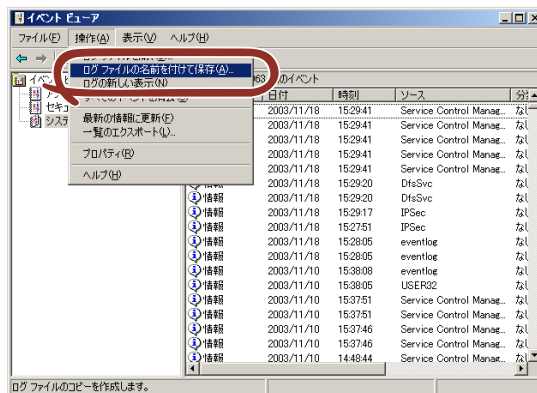 イベント ビューア
ファイル(F) 操作(A) 表示(V) ヘルプ(H)
ログ ファイルの名前を付けて保存(A)...
ログの新しい表示(N)
最新の情報に更新(F)
一覧のエクスポート(L)...
プロパティ(R)
ヘルプ(H)
のイベント
日付 時刻 ソース
2003/11/18 15:29:41 Service Control Manag... なし
2003/11/18 15:29:41 Service Control Manag... なし
2003/11/18 15:29:41 Service Control Manag... なし
2003/11/18 15:29:41 Service Control Manag... なし
2003/11/18 15:29:41 Service Control Manag... なし
情報 2003/11/18 15:29:20 DfsSvc なし
情報 2003/11/18 15:29:20 DfsSvc なし
情報 2003/11/18 15:29:17 IPSec なし
情報 2003/11/18 15:27:51 IPSec なし
情報 2003/11/18 15:28:05 eventlog なし
情報 2003/11/18 15:28:05 eventlog なし
情報 2003/11/10 15:38:08 eventlog なし
情報 2003/11/10 15:38:05 USER32 なし
情報 2003/11/10 15:37:51 Service Control Manag... なし
情報 2003/11/10 15:37:51 Service Control Manag... なし
情報 2003/11/10 15:37:46 Service Control Manag... なし
情報 2003/11/10 15:37:46 Service Control Manag... なし
情報 2003/11/10 14:48:44 Service Control Manag... なし
ログ ファイルのコピーを作成します。